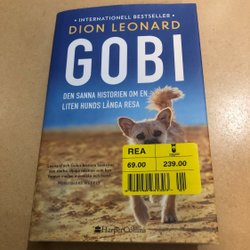 • INTERNATIONELL BESTSELLER •
DION LEONARD
GOBI
DEN SANNA HISTORIEN OM EN
LITEN HUNDS LÅNGA RESA
REA
69.00
239.00
HarperCollins